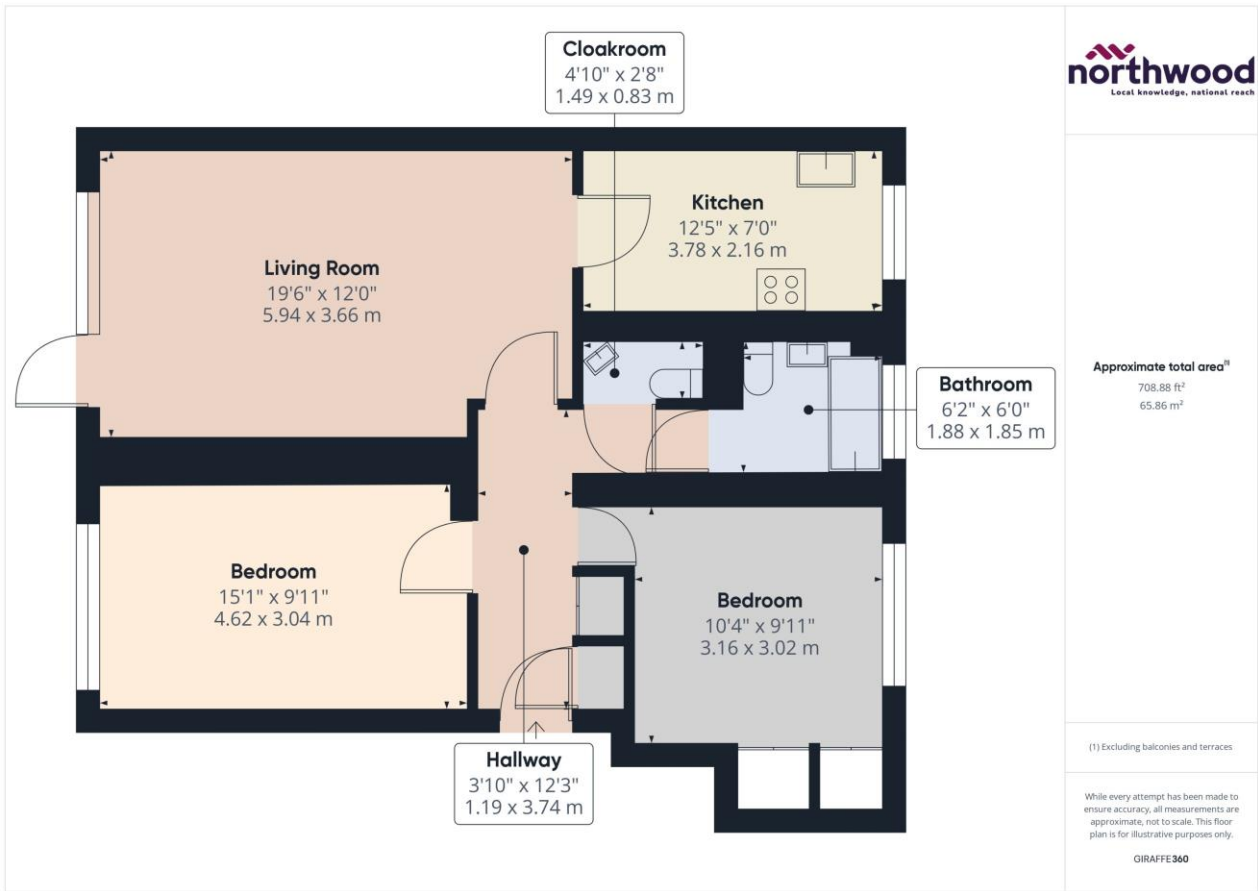 Cloakroom
4'10" x 2'8"
1.49 x 0.83 m
northwood
Local knowledge, national reach
Kitchen
12'5" x 7'0"
3.78 x 2.16 m
Living Room
19'6" x 12'0"
5.94 x 3.66 m
Approximate total area⁽¹⁾
708.88 ft²
65.86 m²
Bathroom
6'2" x 6'0"
1.88 x 1.85 m
Bedroom
15'1" x 9'11"
4.62 x 3.04 m
Bedroom
10'4" x 9'11"
3.16 x 3.02 m
Hallway
3'10" x 12'3"
1.19 x 3.74 m
(1) Excluding balconies and terraces
While every attempt has been made to
ensure accuracy, all measurements are
approximate, not to scale. This floor
plan is for illustrative purposes only.
GIRAFFE360